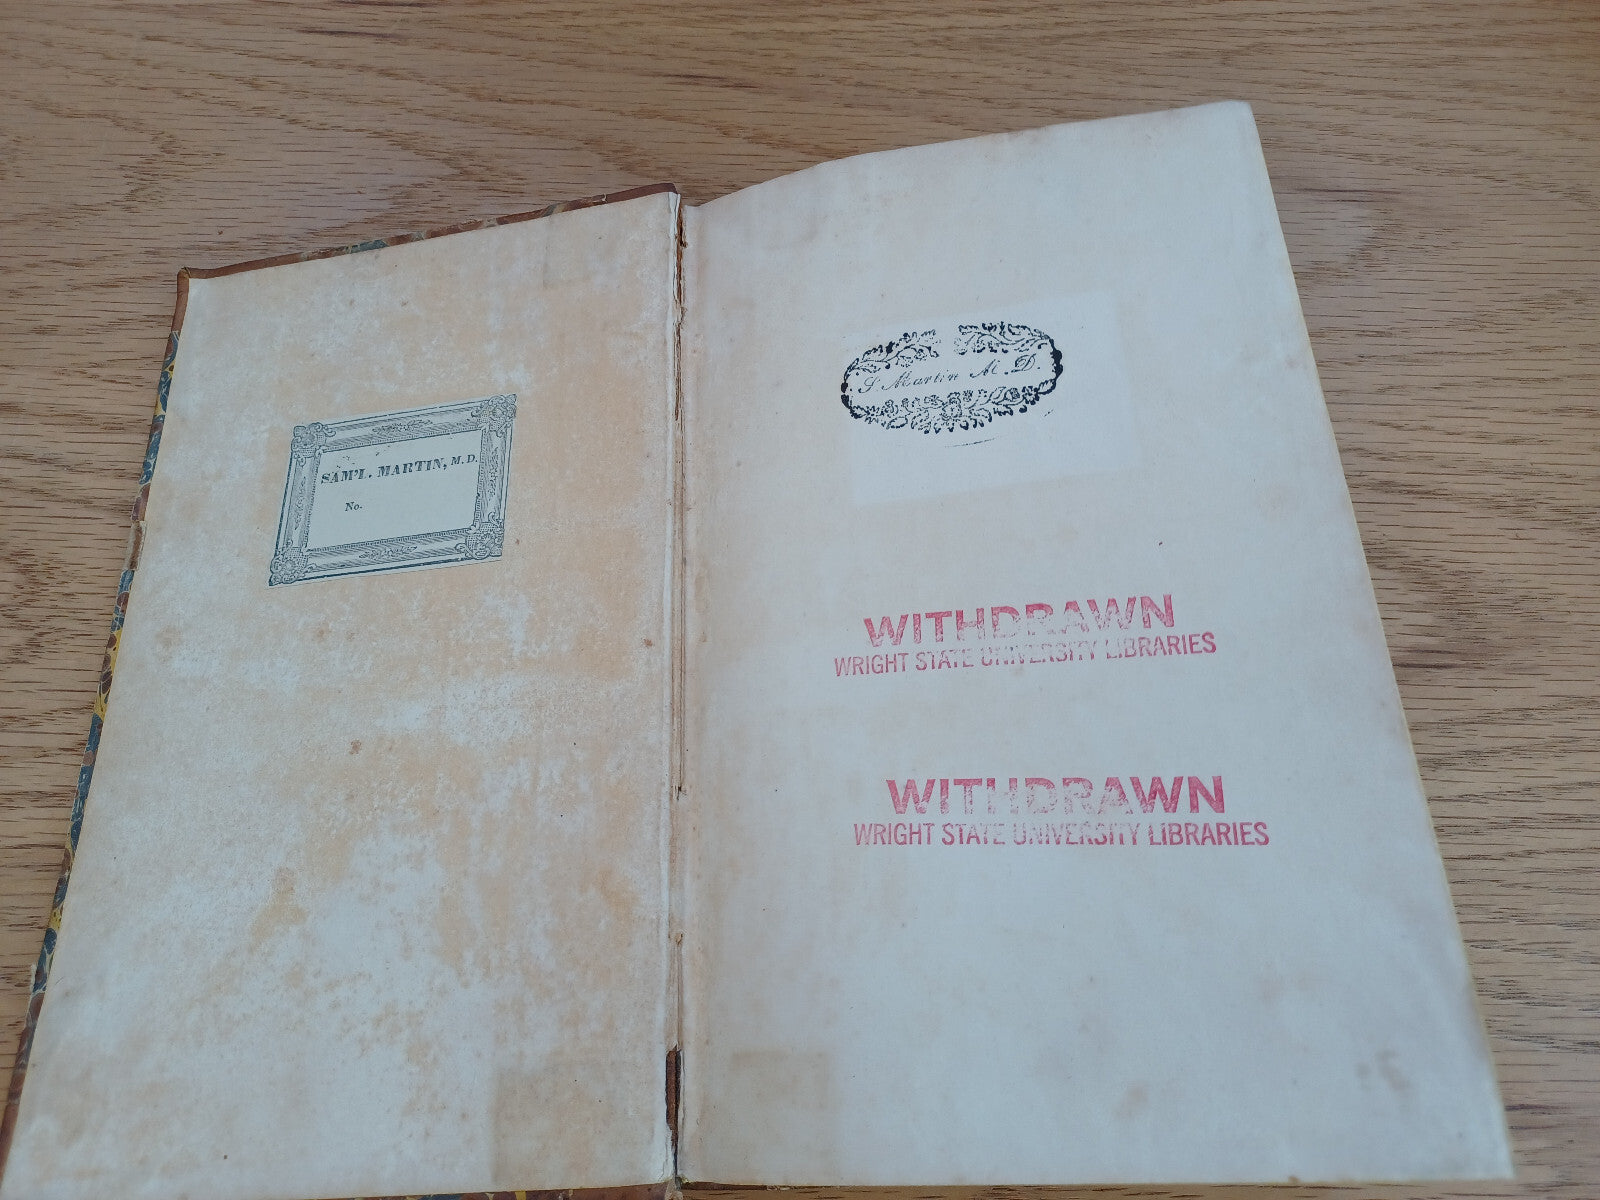 SAM'L. MARTIN, M.D.
No.
S. Martin M.D.
WITHDRAWN
WRIGHT STATE UNIVERSITY LIBRARIES
WITHDRAWN
WRIGHT STATE UNIVERSITY LIBRARIES